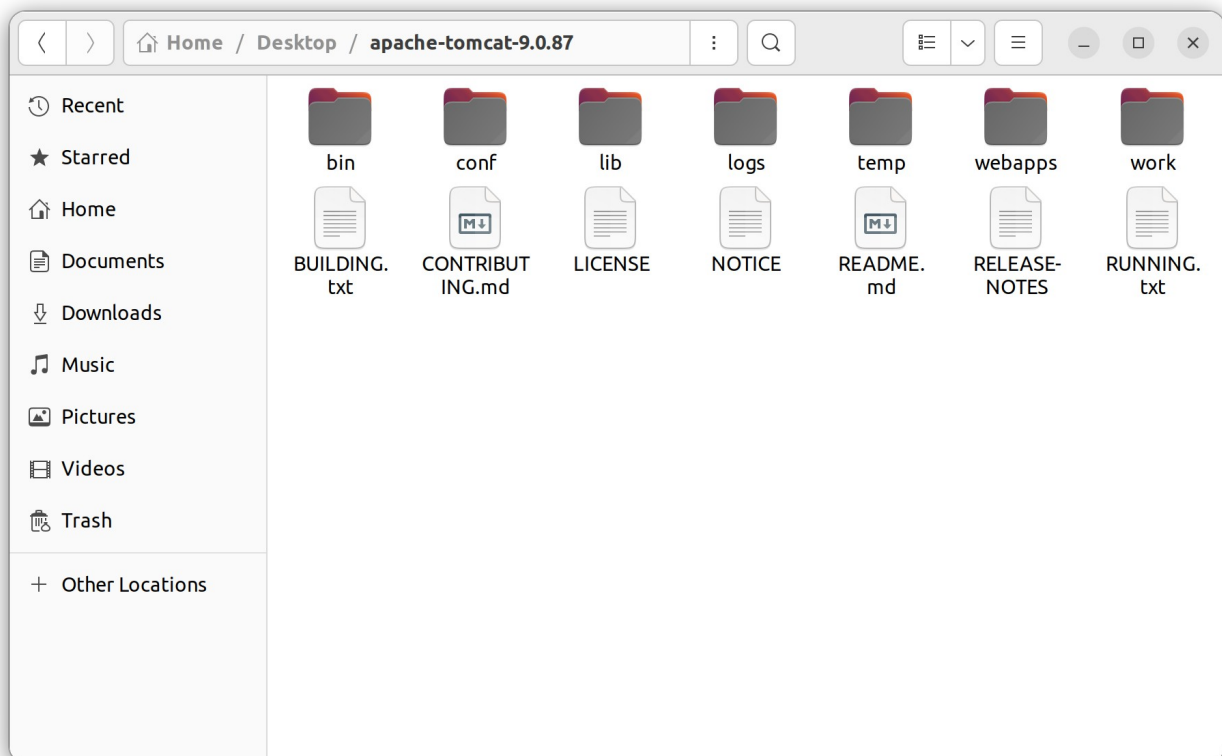 Home / Desktop / apache-tomcat-9.0.87
Recent
Starred
Home
Documents
Downloads
Music
Pictures
Videos
Trash
Other Locations
bin
conf
lib
logs
temp
webapps
work
BUILDING.
txt
CONTRIBUT
ING.md
LICENSE
NOTICE
README.
md
RELEASE-
NOTES
RUNNING.
txt